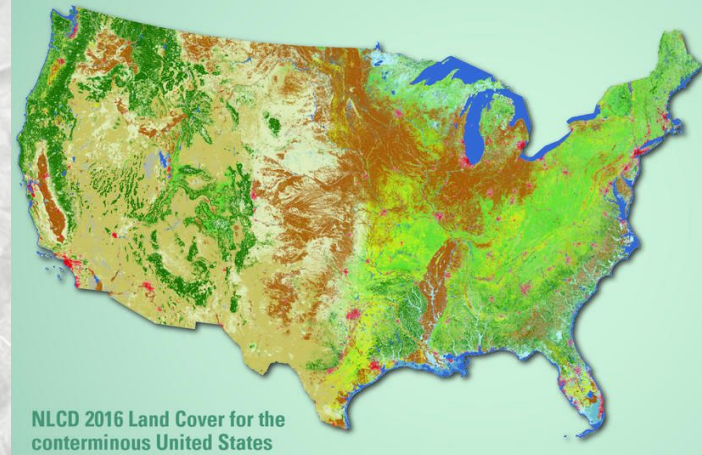 NLCD 2016 Land Cover for the
conterminous United States